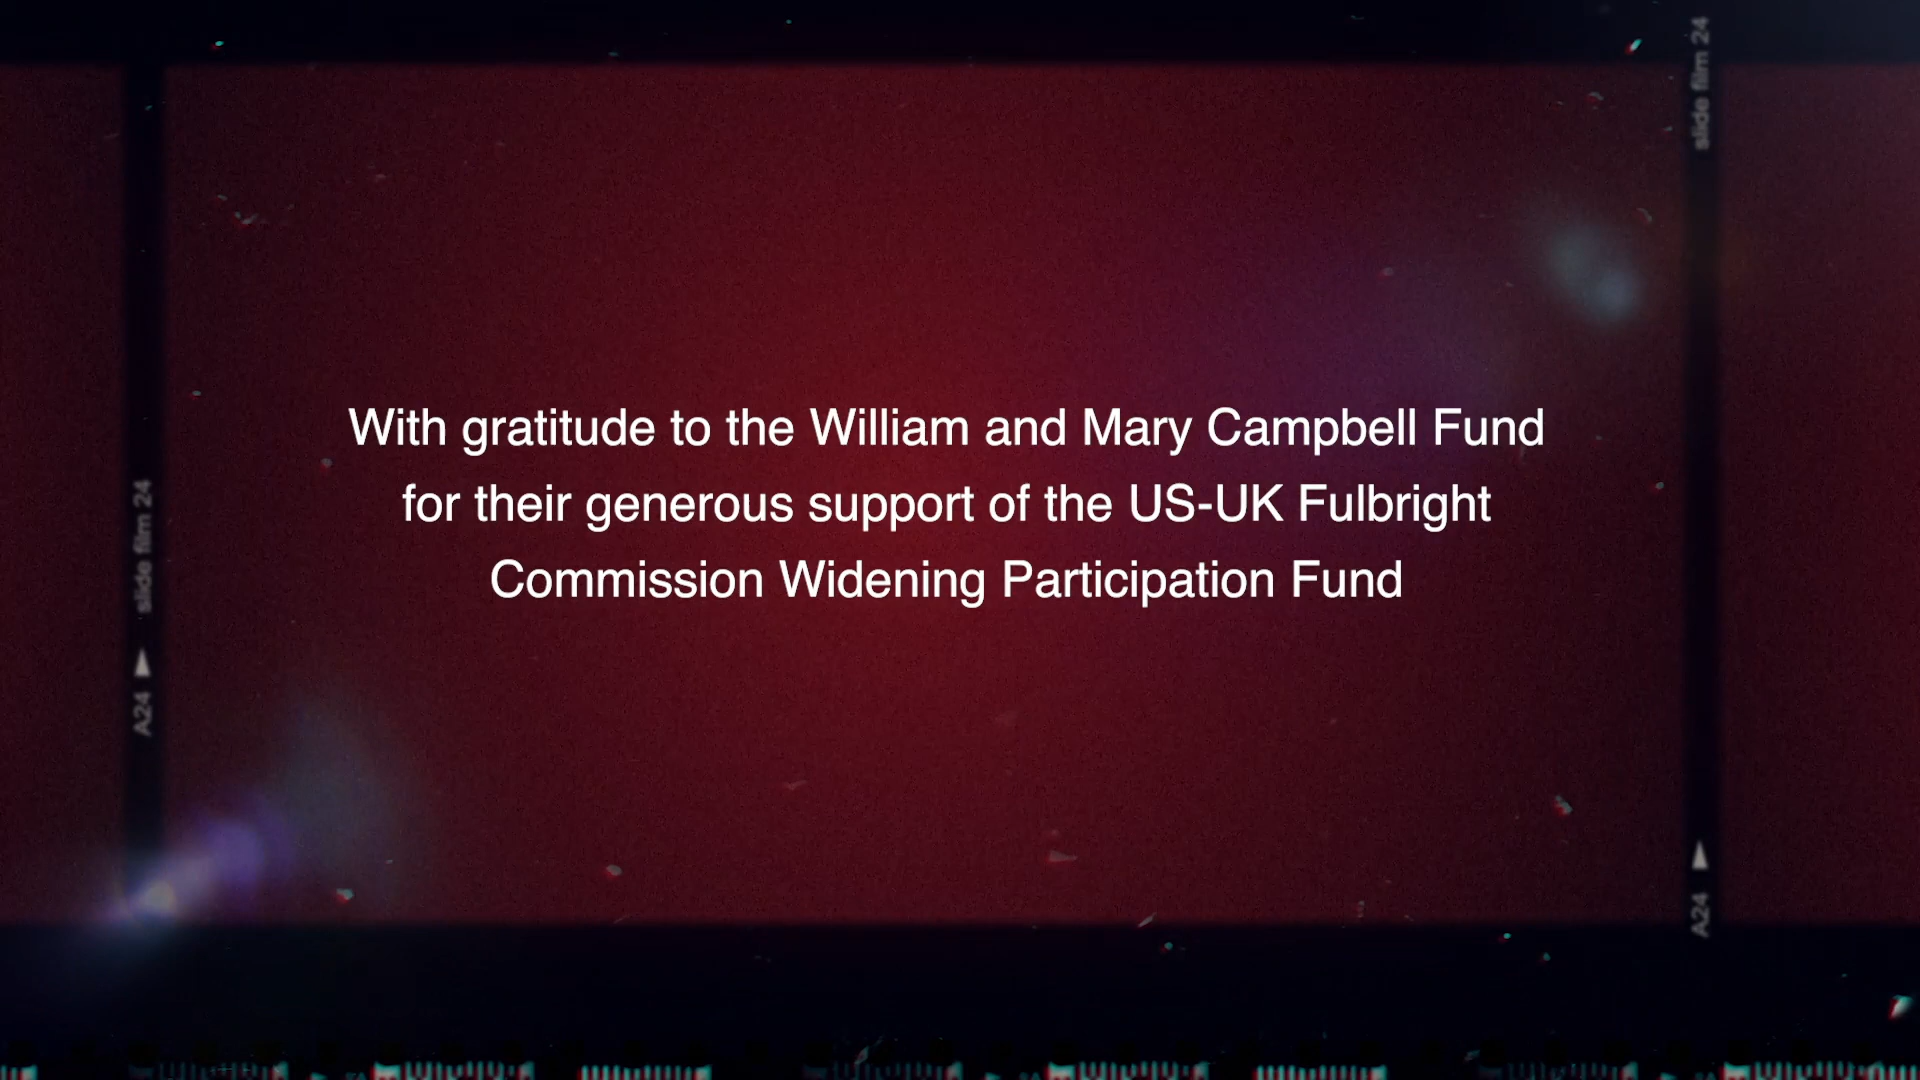 With gratitude to the William and Mary Campbell Fund
for their generous support of the US-UK Fulbright
Commission Widening Participation Fund
slide film 24
A24
slide film 24
A24